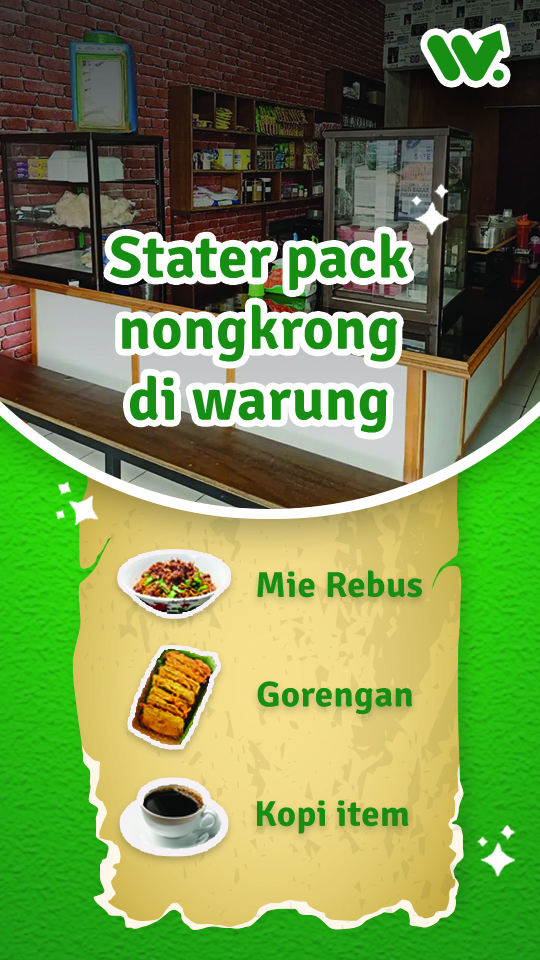 W.
Stater pack
nongkrong
di warung
Mie Rebus
Gorengan
Kopi item